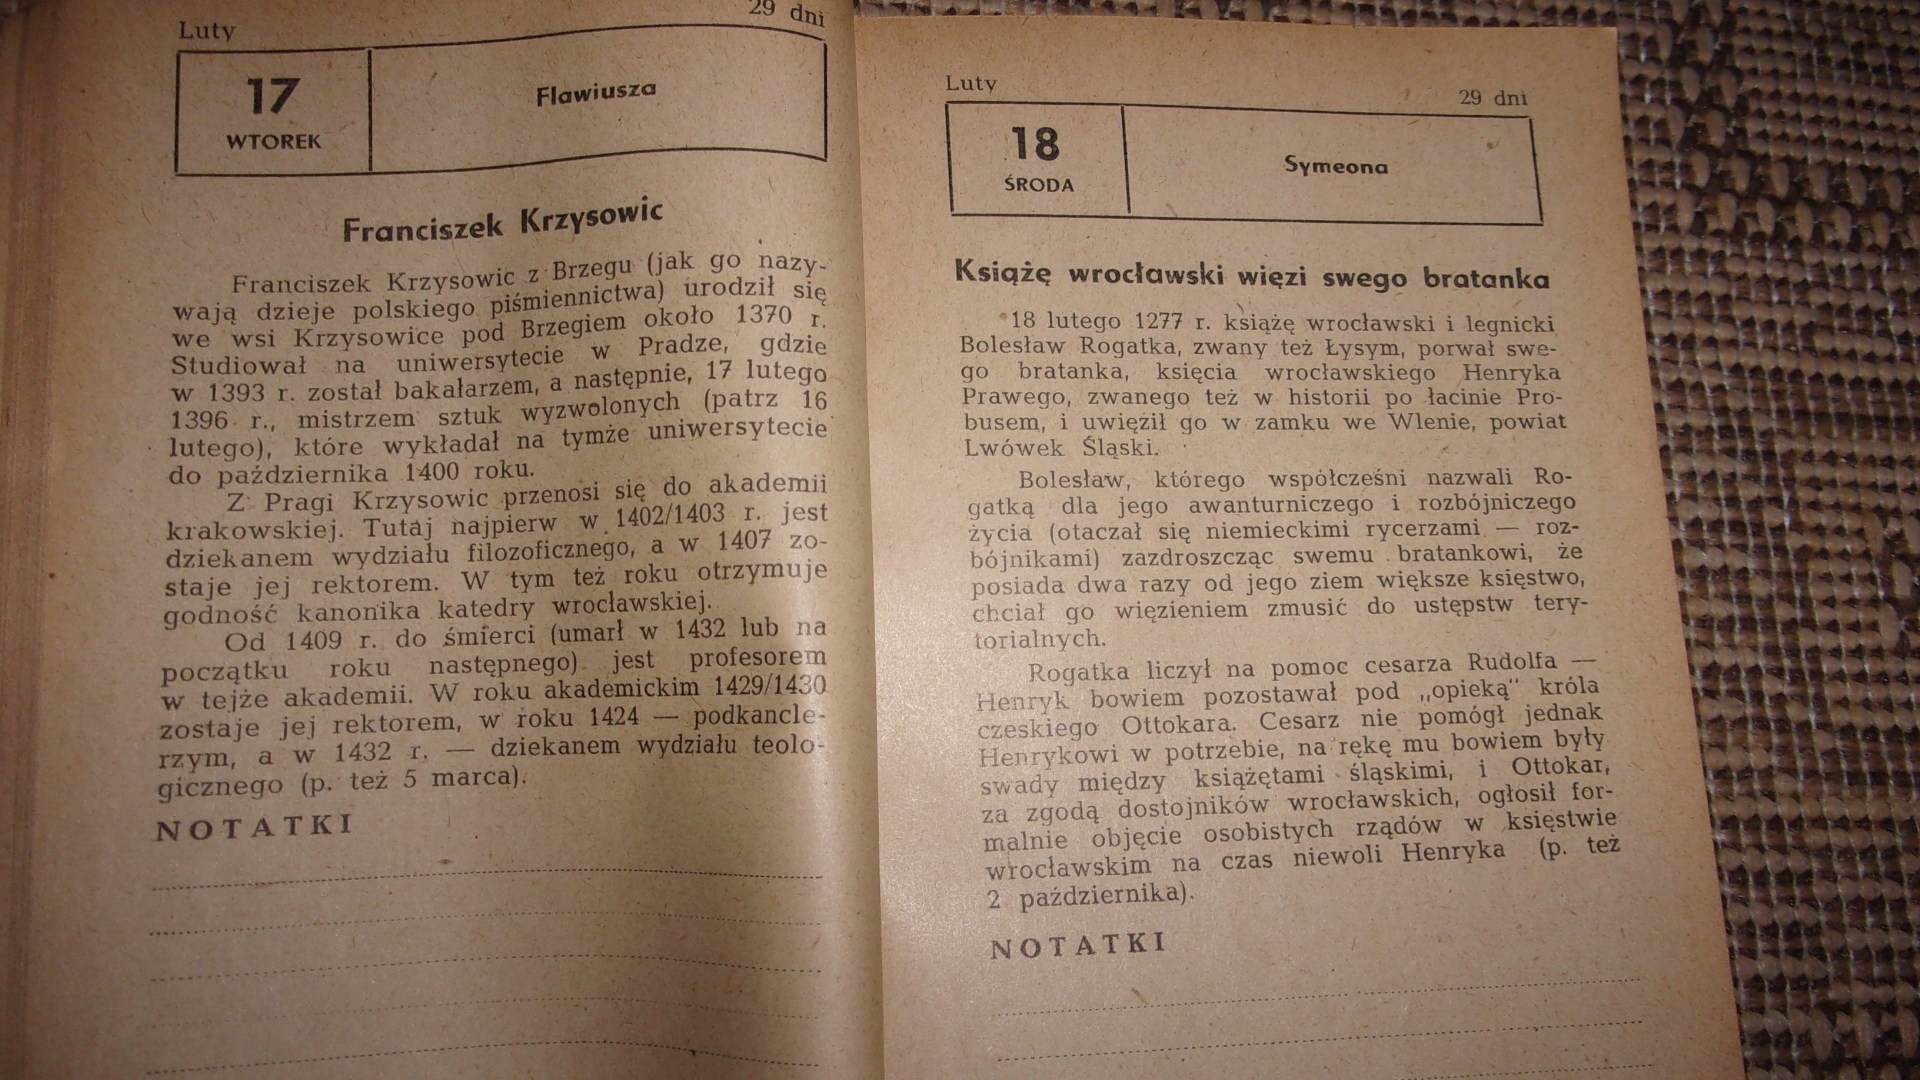 Luty
29 dni
17
WTOREK
Flawiusza
Franciszek Krzysowic
Franciszek Krzysowic z Brzegu (jak go nazy-
wają dzieje polskiego piśmiennictwa) urodził się
we wsi Krzysowice pod Brzegiem około 1370 r.
Studiował na uniwersytecie w Pradze, gdzie
w 1393 r. został bakałarzem, a następnie, 17 lutego
1396 r., mistrzem sztuk wyzwolonych (patrz 16
lutego), które wykładał na tymże uniwersytecie
do października 1400 roku.
Z Pragi Krzysowic przenosi się do akademii
krakowskiej. Tutaj najpierw w 1402/1403 r. jest
dziekanem wydziału filozoficznego, a w 1407 zo-
staje jej rektorem. W tym też roku otrzymuje
godność kanonika katedry wrocławskiej.
Od 1409 r. do śmierci (umarł w 1432 lub na
początku roku następnego) jest profesorem
w tejże akademii. W roku akademickim 1429/1430
zostaje jej rektorem, w roku 1424 — podkancle-
rzym, a w 1432 r. — dziekanem wydziału teolo-
gicznego (p. też 5 marca).
NOTATKI
Luty
29 dni
18
ŚRODA
Symeona
Książę wrocławski więzi swego bratanka
18 lutego 1277 r. książę wrocławski i legnicki
Bolesław Rogatka, zwany też Łysym, porwał swe-
go bratanka, księcia wrocławskiego Henryka
Prawego, zwanego też w historii po łacinie Pro-
busem, i uwięził go w zamku we Wlenie, powiat
Lwówek Śląski.
Bolesław, którego współcześni nazwali Ro-
gatką dla jego awanturniczego i rozbójniczego
życia (otaczał się niemieckimi rycerzami — roz-
bójnikami) zazdroszcząc swemu bratankowi, że
posiada dwa razy od jego ziem większe księstwo,
chciał go więzieniem zmusić do ustępstw tery-
torialnych.
Rogatka liczył na pomoc cesarza Rudolfa —
Henryk bowiem pozostawał pod „opieką" króla
czeskiego Ottokara. Cesarz nie pomógł jednak
Henrykowi w potrzebie, na rękę mu bowiem były
swady między książętami śląskimi, i Ottokar,
za zgodą dostojników wrocławskich, ogłosił for-
malnie objęcie osobistych rządów w księstwie
wrocławskim na czas niewoli Henryka (p. też
2 października).
NOTATKI